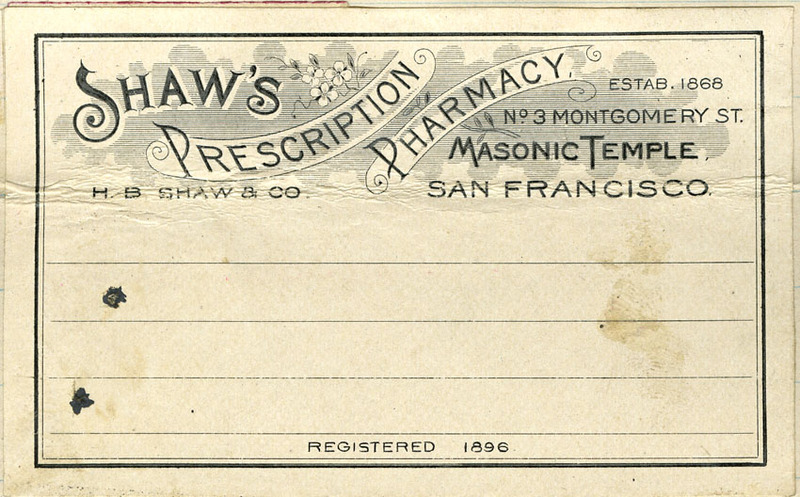 SHAW'S
PRESCRIPTION
PHARMACY,
ESTAB. 1868
Nº 3 MONTGOMERY ST.
MASONIC TEMPLE,
H. B SHAW & CO.
SAN FRANCISCO.
REGISTERED 1896